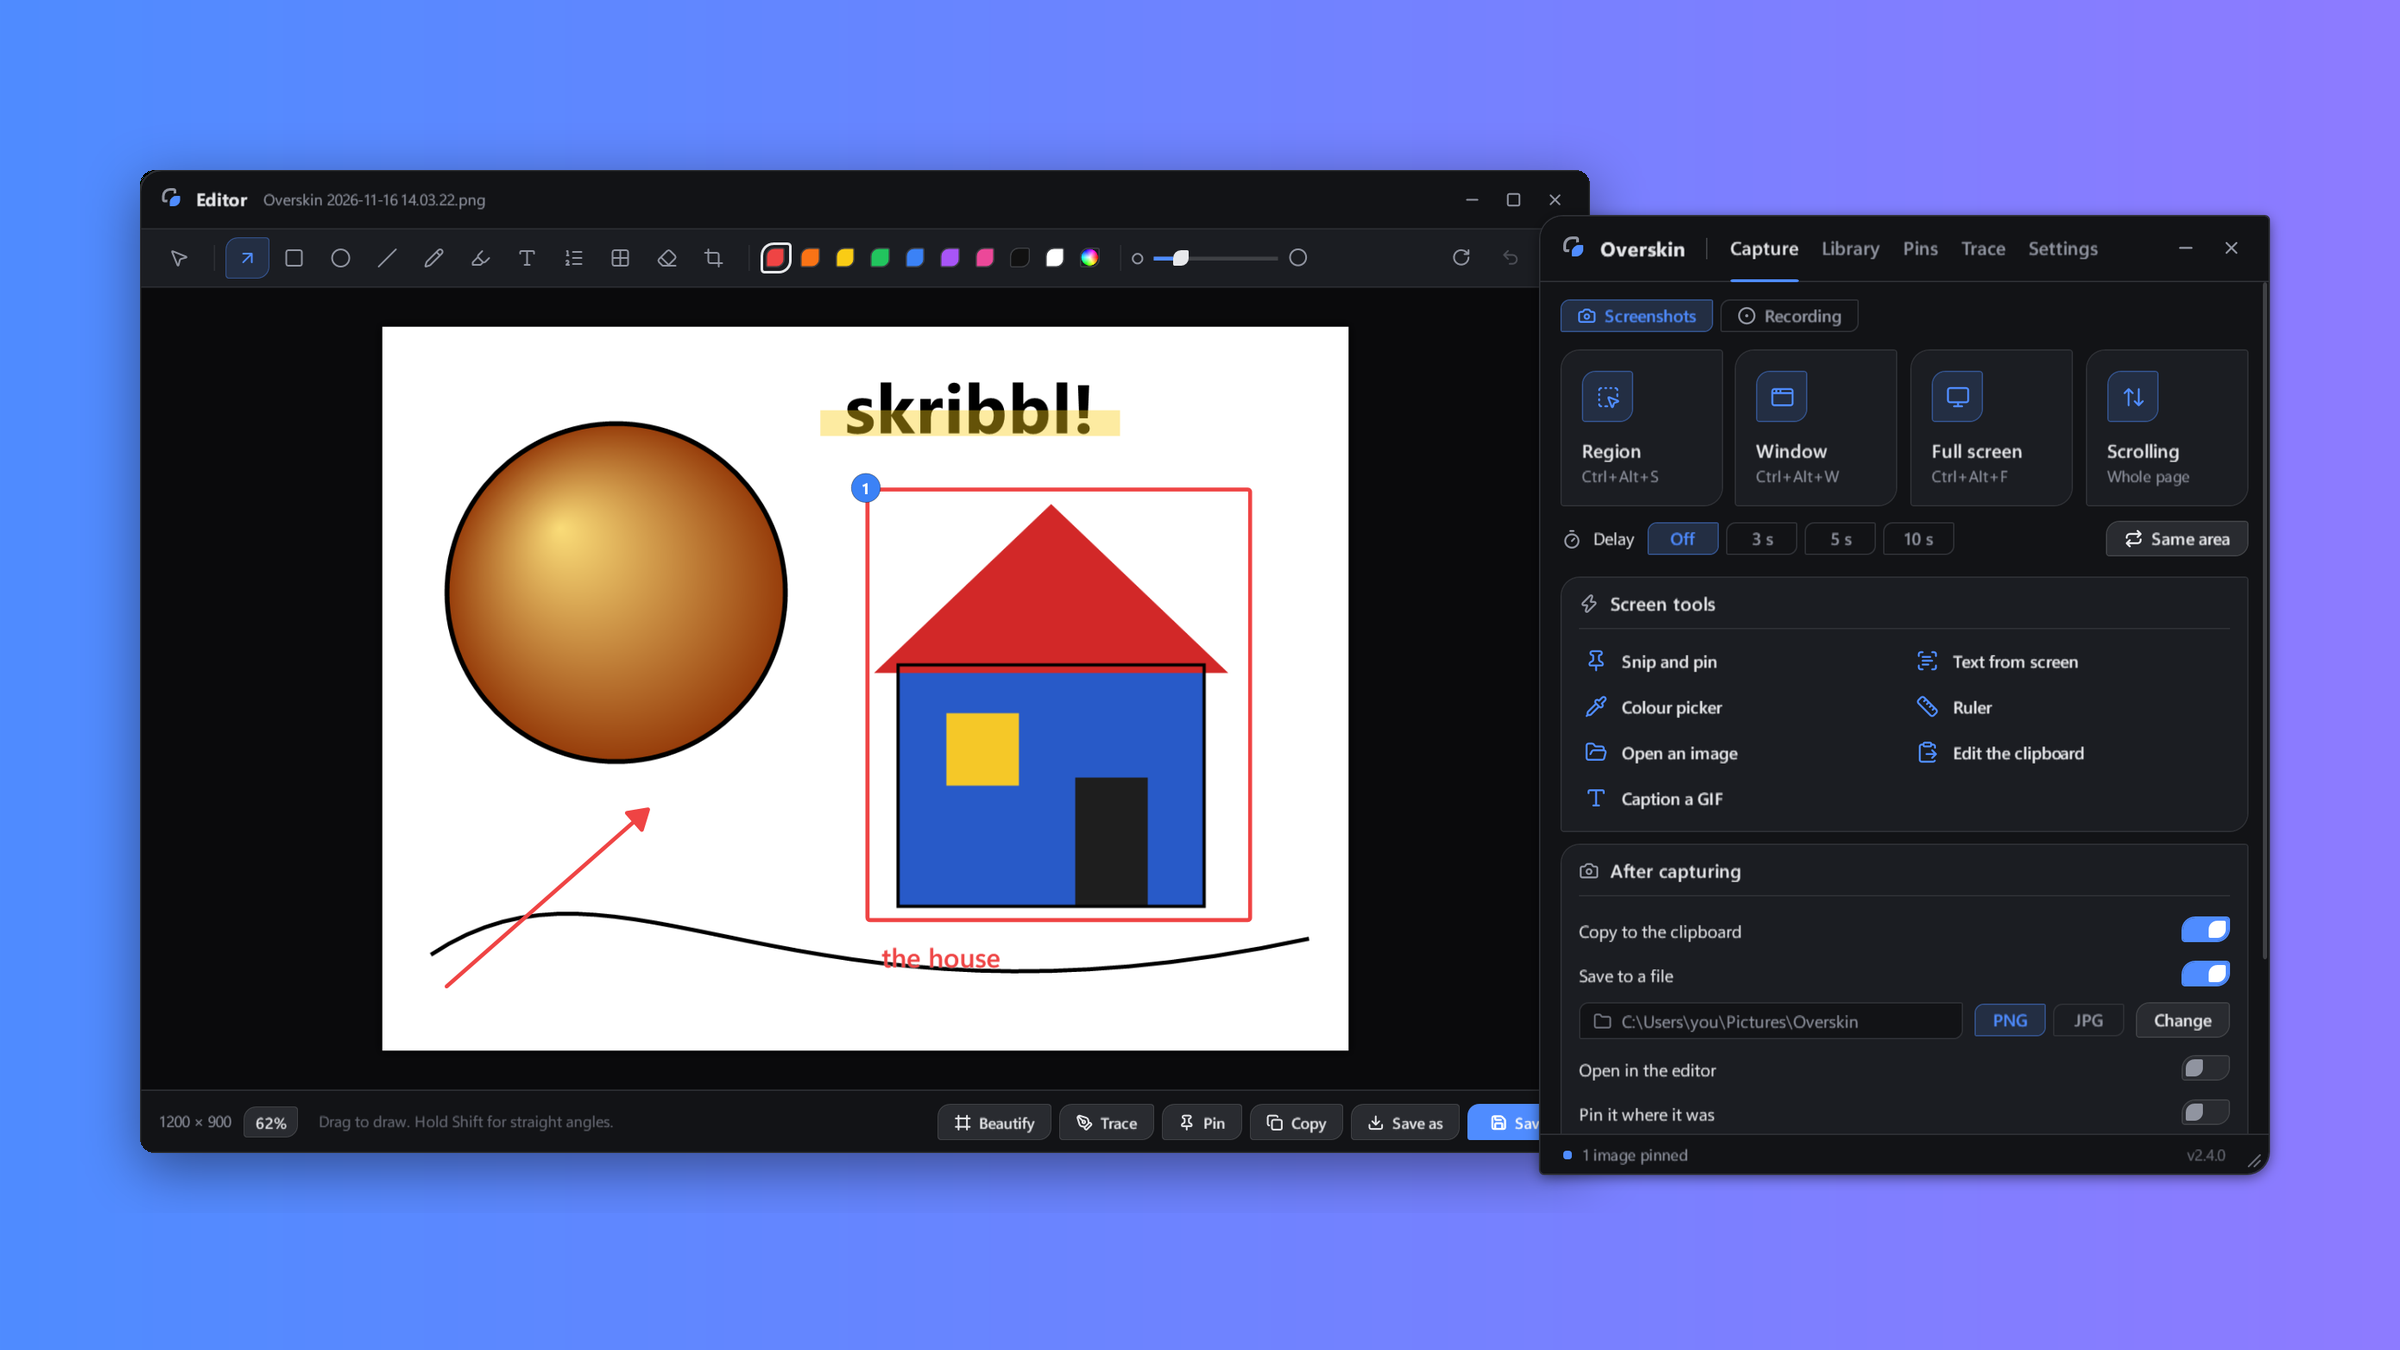 Editor Overskin 2026-11-16 14.03.22.png
skribbl!
1
the house
1200 × 900 62% Drag to draw. Hold Shift for straight angles. Beautify Trace Pin Copy Save as Sav
Overskin Capture Library Pins Trace Settings
Screenshots Recording
Region Window Full screen Scrolling
Ctrl+Alt+S Ctrl+Alt+W Ctrl+Alt+F Whole page
Delay Off 3 s 5 s 10 s Same area
Screen tools
Snip and pin Text from screen
Colour picker Ruler
Open an image Edit the clipboard
Caption a GIF
After capturing
Copy to the clipboard
Save to a file
C:\Users\you\Pictures\Overskin PNG JPG Change
Open in the editor
Pin it where it was
1 image pinned v2.4.0